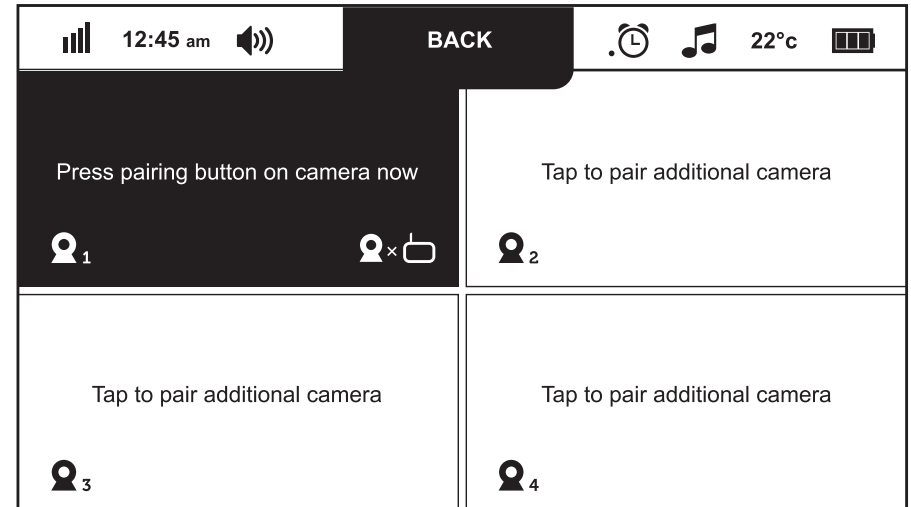 12:45 am BACK 22°c
Press pairing button on camera now
Tap to pair additional camera
1
2
Tap to pair additional camera
Tap to pair additional camera
3
4